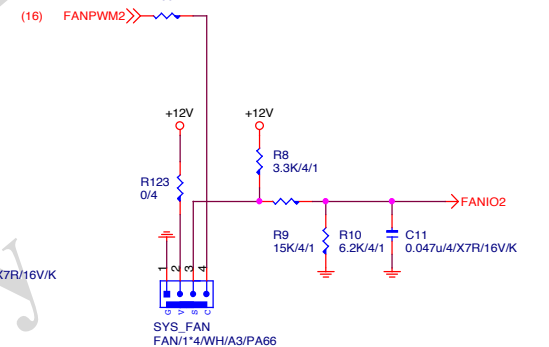 (16) FANPWM2
+12V +12V
R8
3.3K/4/1
R123
0/4
FANIO2
R9
15K/4/1
R10
6.2K/4/1
C11
0.047u/4/X7R/16V/K
X7R/16V/K
1 2 3 4
G V S C
SYS_FAN
FAN/1*4/WH/A3/PA66
y